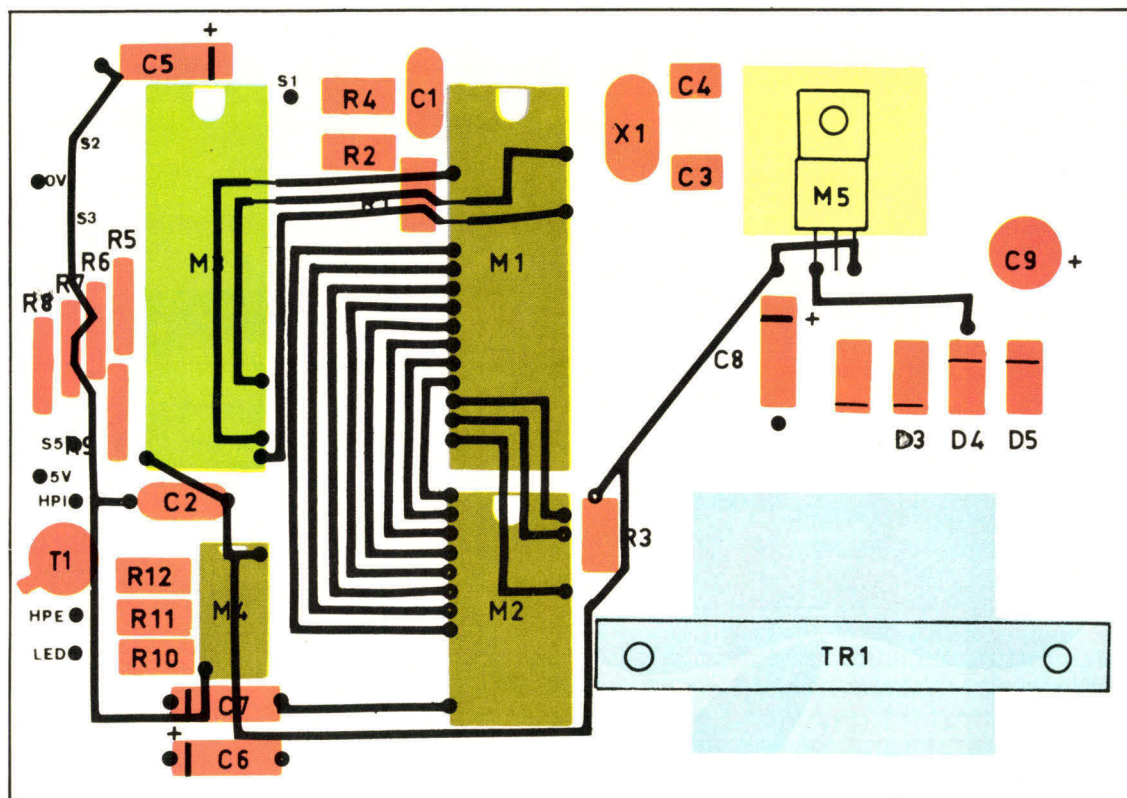 +
C5
S1
R4
C1
C4
X1
S2
R2
C3
0V
M5
S3
R5
M3
M1
C9 +
R6
R7
R8
+
C8
D3 D4 D5
S5
5V
HPI
C2
R3
T1
R12
HPE
R11
M4
M2
LED
R10
TR1
C7
+
C6